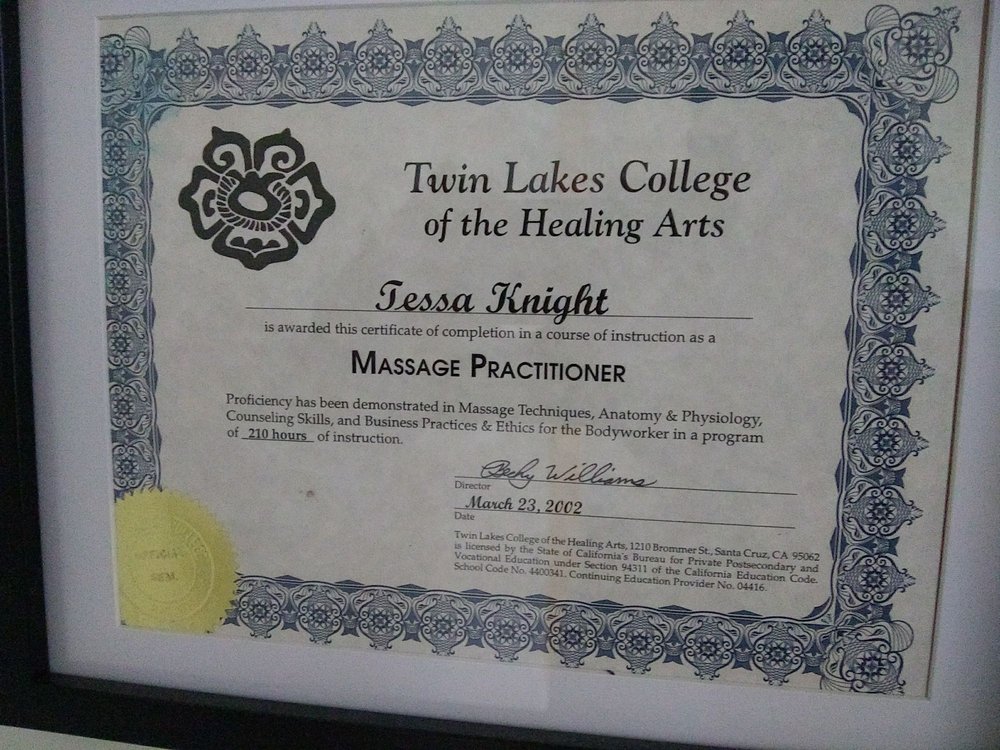 Twin Lakes College
of the Healing Arts
Tessa Knight
is awarded this certificate of completion in a course of instruction as a
MASSAGE PRACTITIONER
Proficiency has been demonstrated in Massage Techniques, Anatomy & Physiology,
Counseling Skills, and Business Practices & Ethics for the Bodyworker in a program
of 210 hours of instruction.
Becky Williams
Director
March 23, 2002
Date
Twin Lakes College of the Healing Arts, 1210 Brommer St., Santa Cruz, CA 95062
is licensed by the State of California's Bureau for Private Postsecondary and
Vocational Education under Section 94311 of the California Education Code.
School Code No. 4400341. Continuing Education Provider No. 04416.